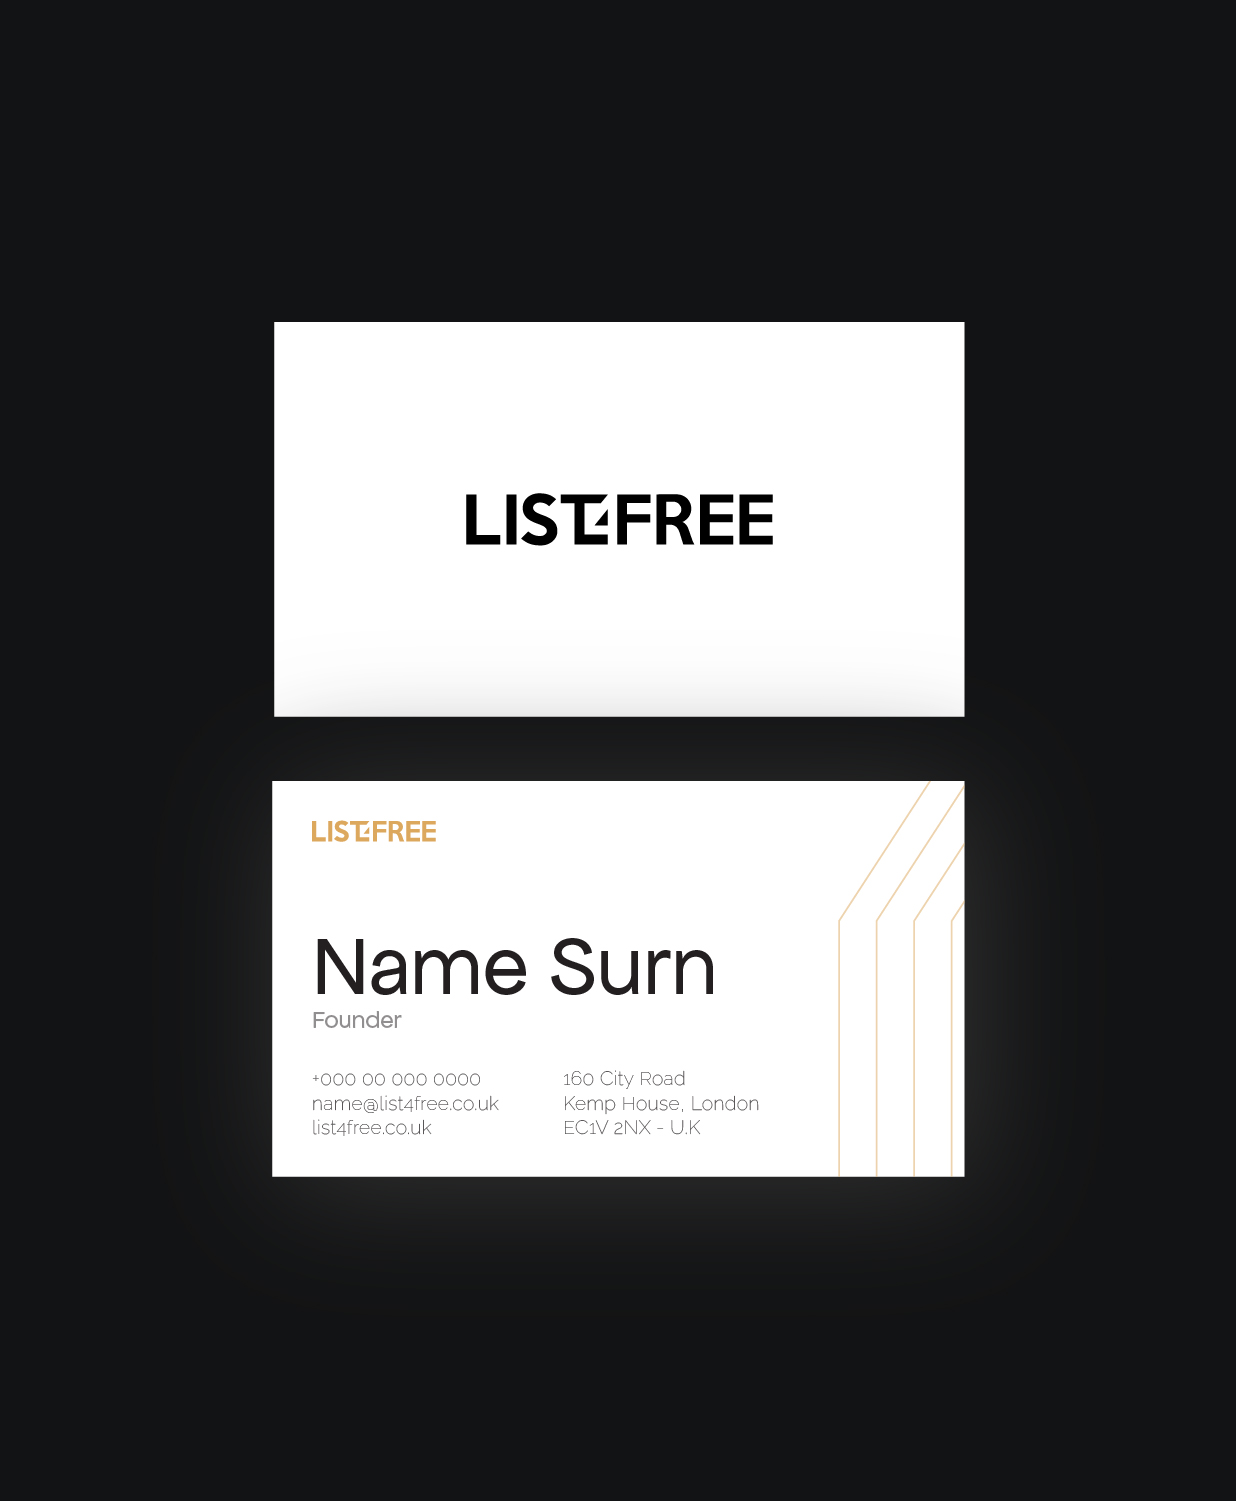 LIST4FREE
LIST4FREE
Name Surn
Founder
+000 00 000 0000
name@list4free.co.uk
list4free.co.uk
160 City Road
Kemp House, London
EC1V 2NX - U.K